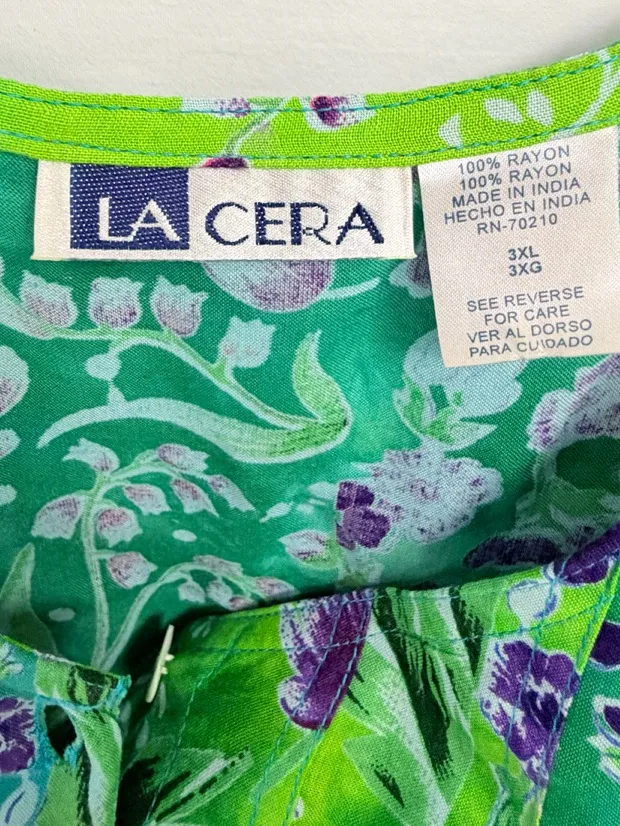 LA CERA
100% RAYON
100% RAYON
MADE IN INDIA
HECHO EN INDIA
RN-70210
3XL
3XG
SEE REVERSE
FOR CARE
VER AL DORSO
PARA CUIDADO